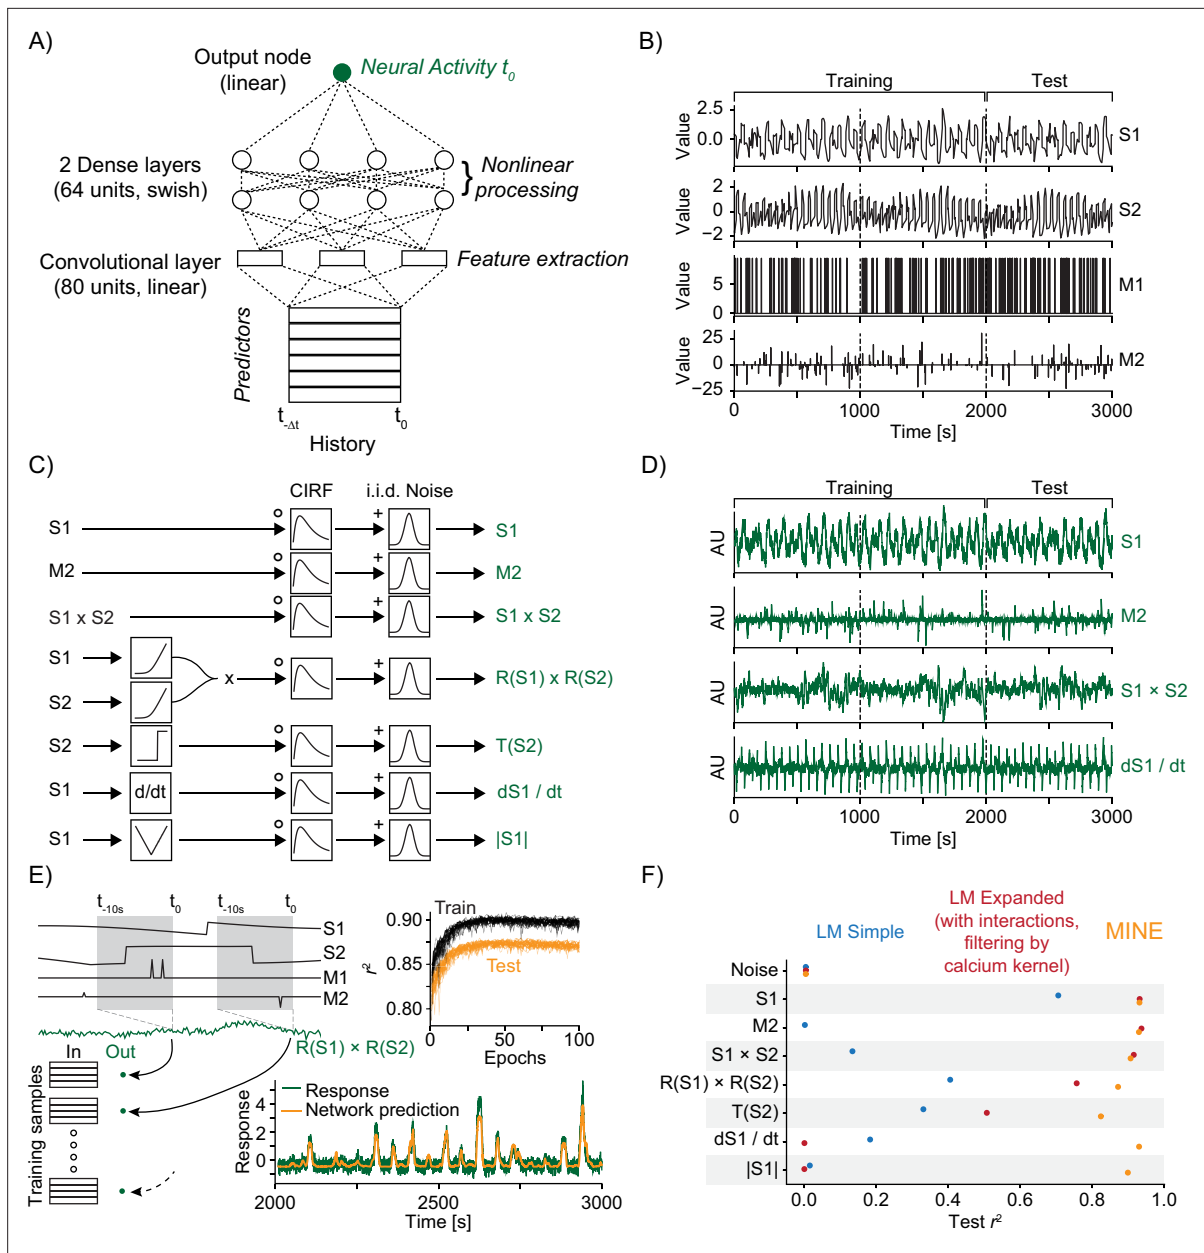 A)
Output node
(linear)
Neural Activity t0
2 Dense layers
(64 units, swish)
} Nonlinear
processing
Convolutional layer
(80 units, linear)
Feature extraction
Predictors
t-Δt
t0
History
B)
Training
Test
Value
2.5
0.0
S1
Value
2
0
−2
S2
Value
5
0
M1
Value
25
0
−25
M2
0
1000
2000
3000
Time [s]
C)
CIRF
i.i.d. Noise
S1
S1
M2
M2
S1 x S2
S1 x S2
S1
S2
x
R(S1) x R(S2)
S2
T(S2)
S1
d/dt
dS1 / dt
S1
|S1|
D)
Training
Test
AU
S1
AU
M2
AU
S1 × S2
AU
dS1 / dt
0
1000
2000
3000
Time [s]
E)
t-10s
t0
t-10s
t0
S1
S2
M1
M2
R(S1) × R(S2)
In
Out
Training samples
Train
Test
r²
0.90
0.85
0.80
0
50
100
Epochs
Response
Network prediction
Response
4
2
0
2000
2500
3000
Time [s]
F)
LM Simple
LM Expanded
(with interactions,
filtering by
calcium kernel)
MINE
Noise
S1
M2
S1 × S2
R(S1) × R(S2)
T(S2)
dS1 / dt
|S1|
0.0
0.2
0.4
0.6
0.8
1.0
Test r²